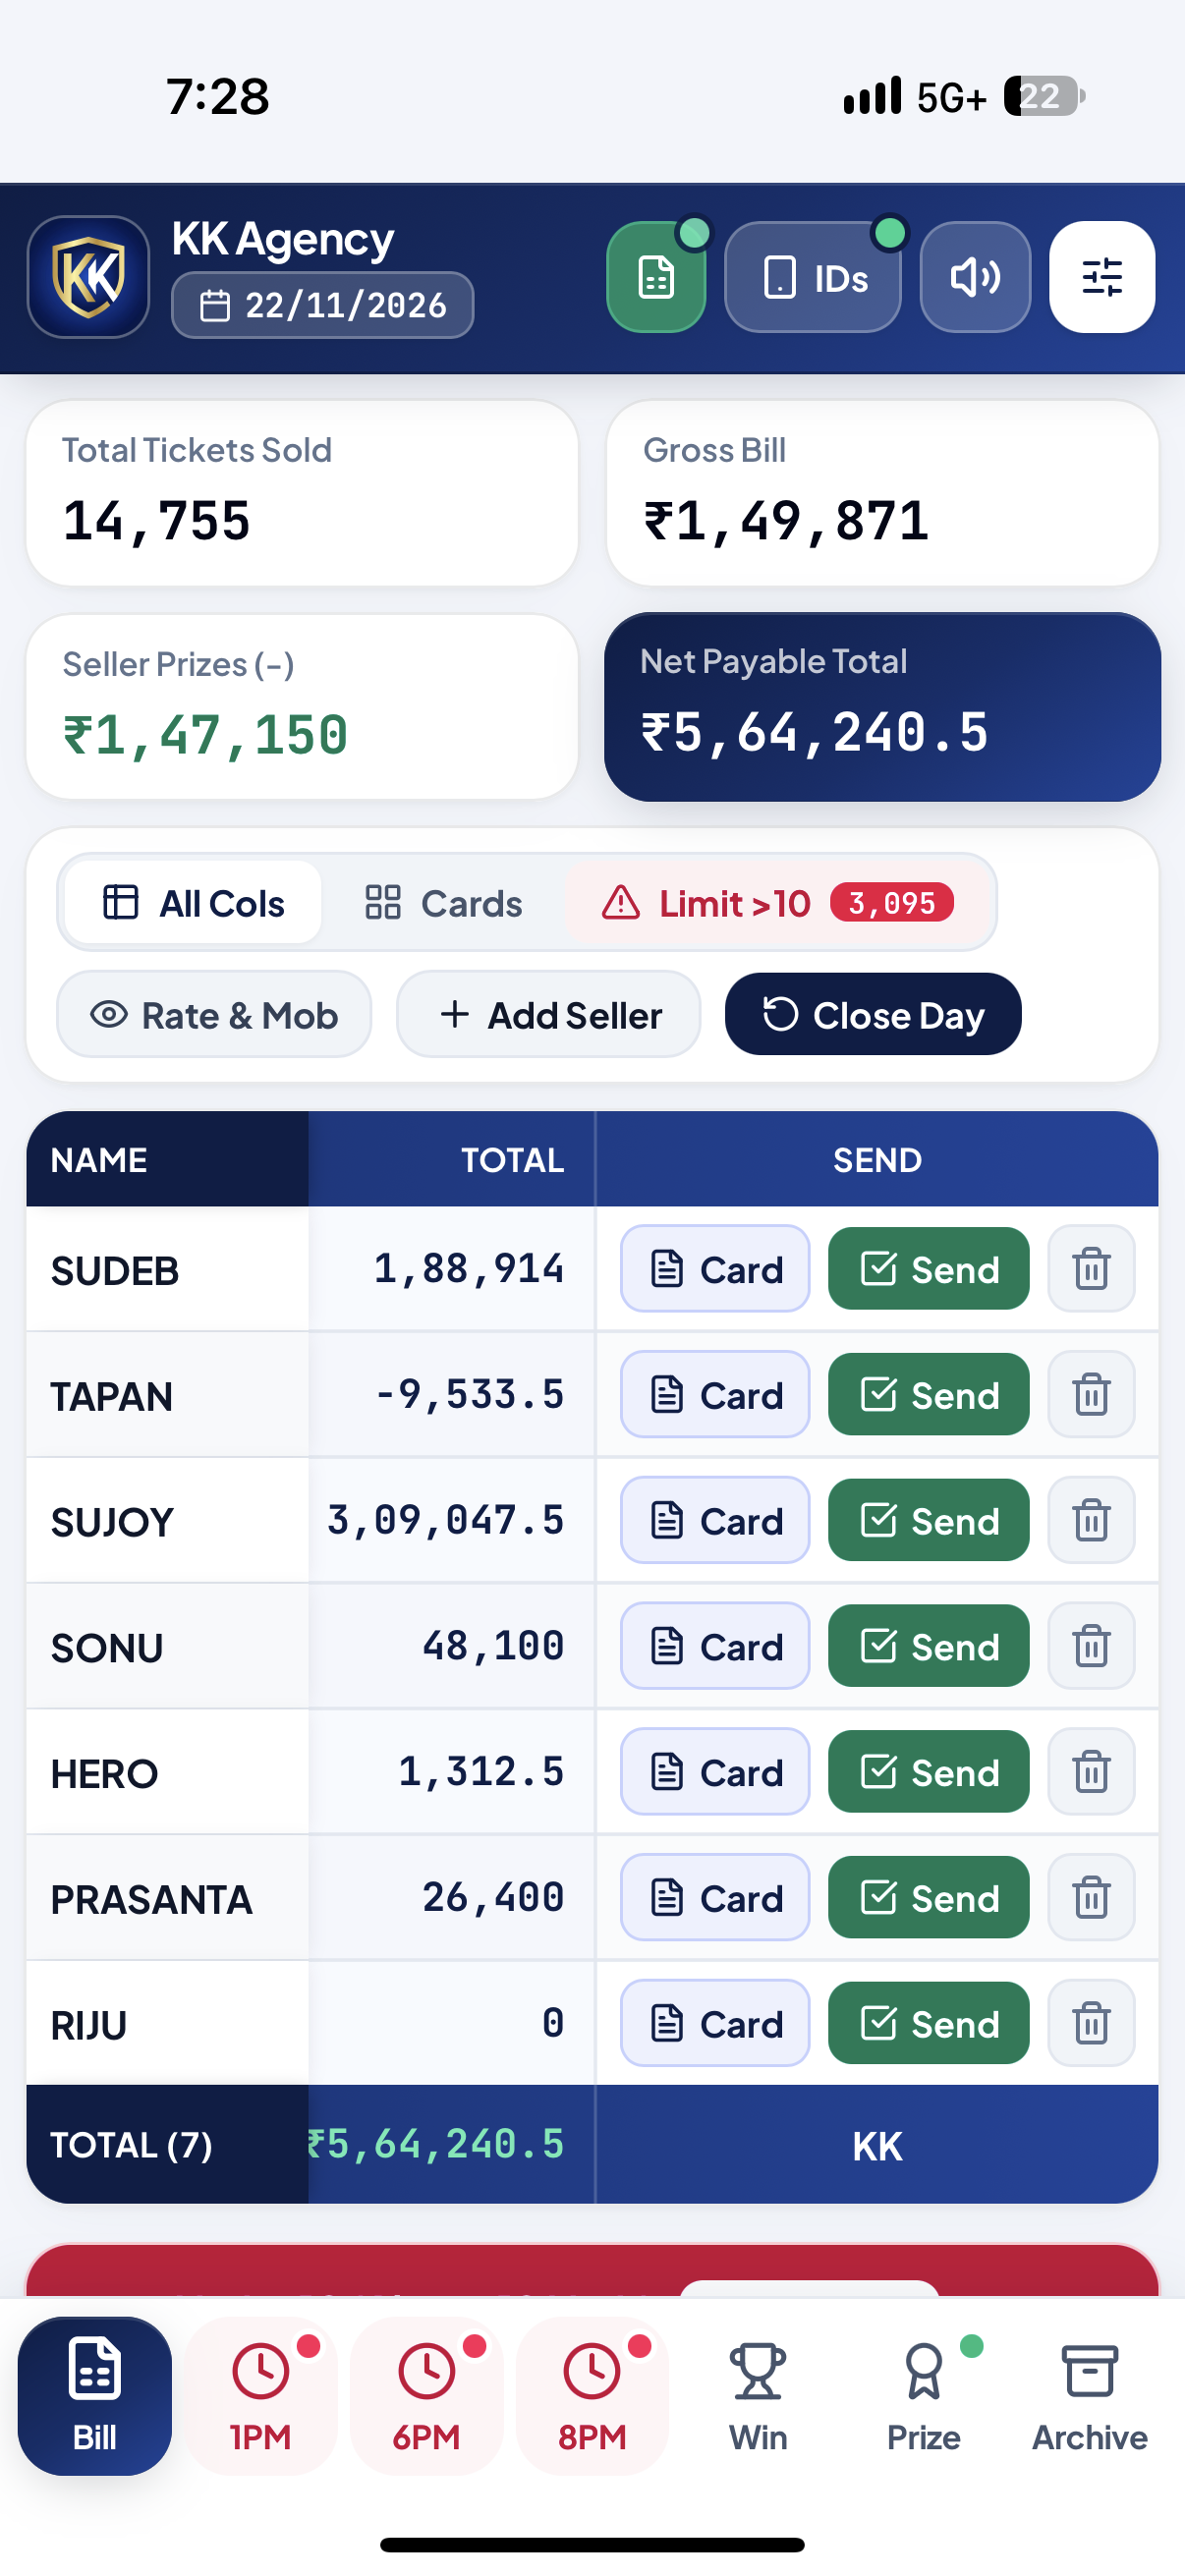 7:28
5G+ 22
KK
KK Agency
22/11/2026
IDs
Total Tickets Sold
14,755
Gross Bill
₹1,49,871
Seller Prizes (-)
₹1,47,150
Net Payable Total
₹5,64,240.5
All Cols
Cards
Limit >10 3,095
Rate & Mob
Add Seller
Close Day
NAME TOTAL SEND
SUDEB 1,88,914 Card Send
TAPAN -9,533.5 Card Send
SUJOY 3,09,047.5 Card Send
SONU 48,100 Card Send
HERO 1,312.5 Card Send
PRASANTA 26,400 Card Send
RIJU 0 Card Send
TOTAL (7) ₹5,64,240.5 KK
Bill 1PM 6PM 8PM Win Prize Archive